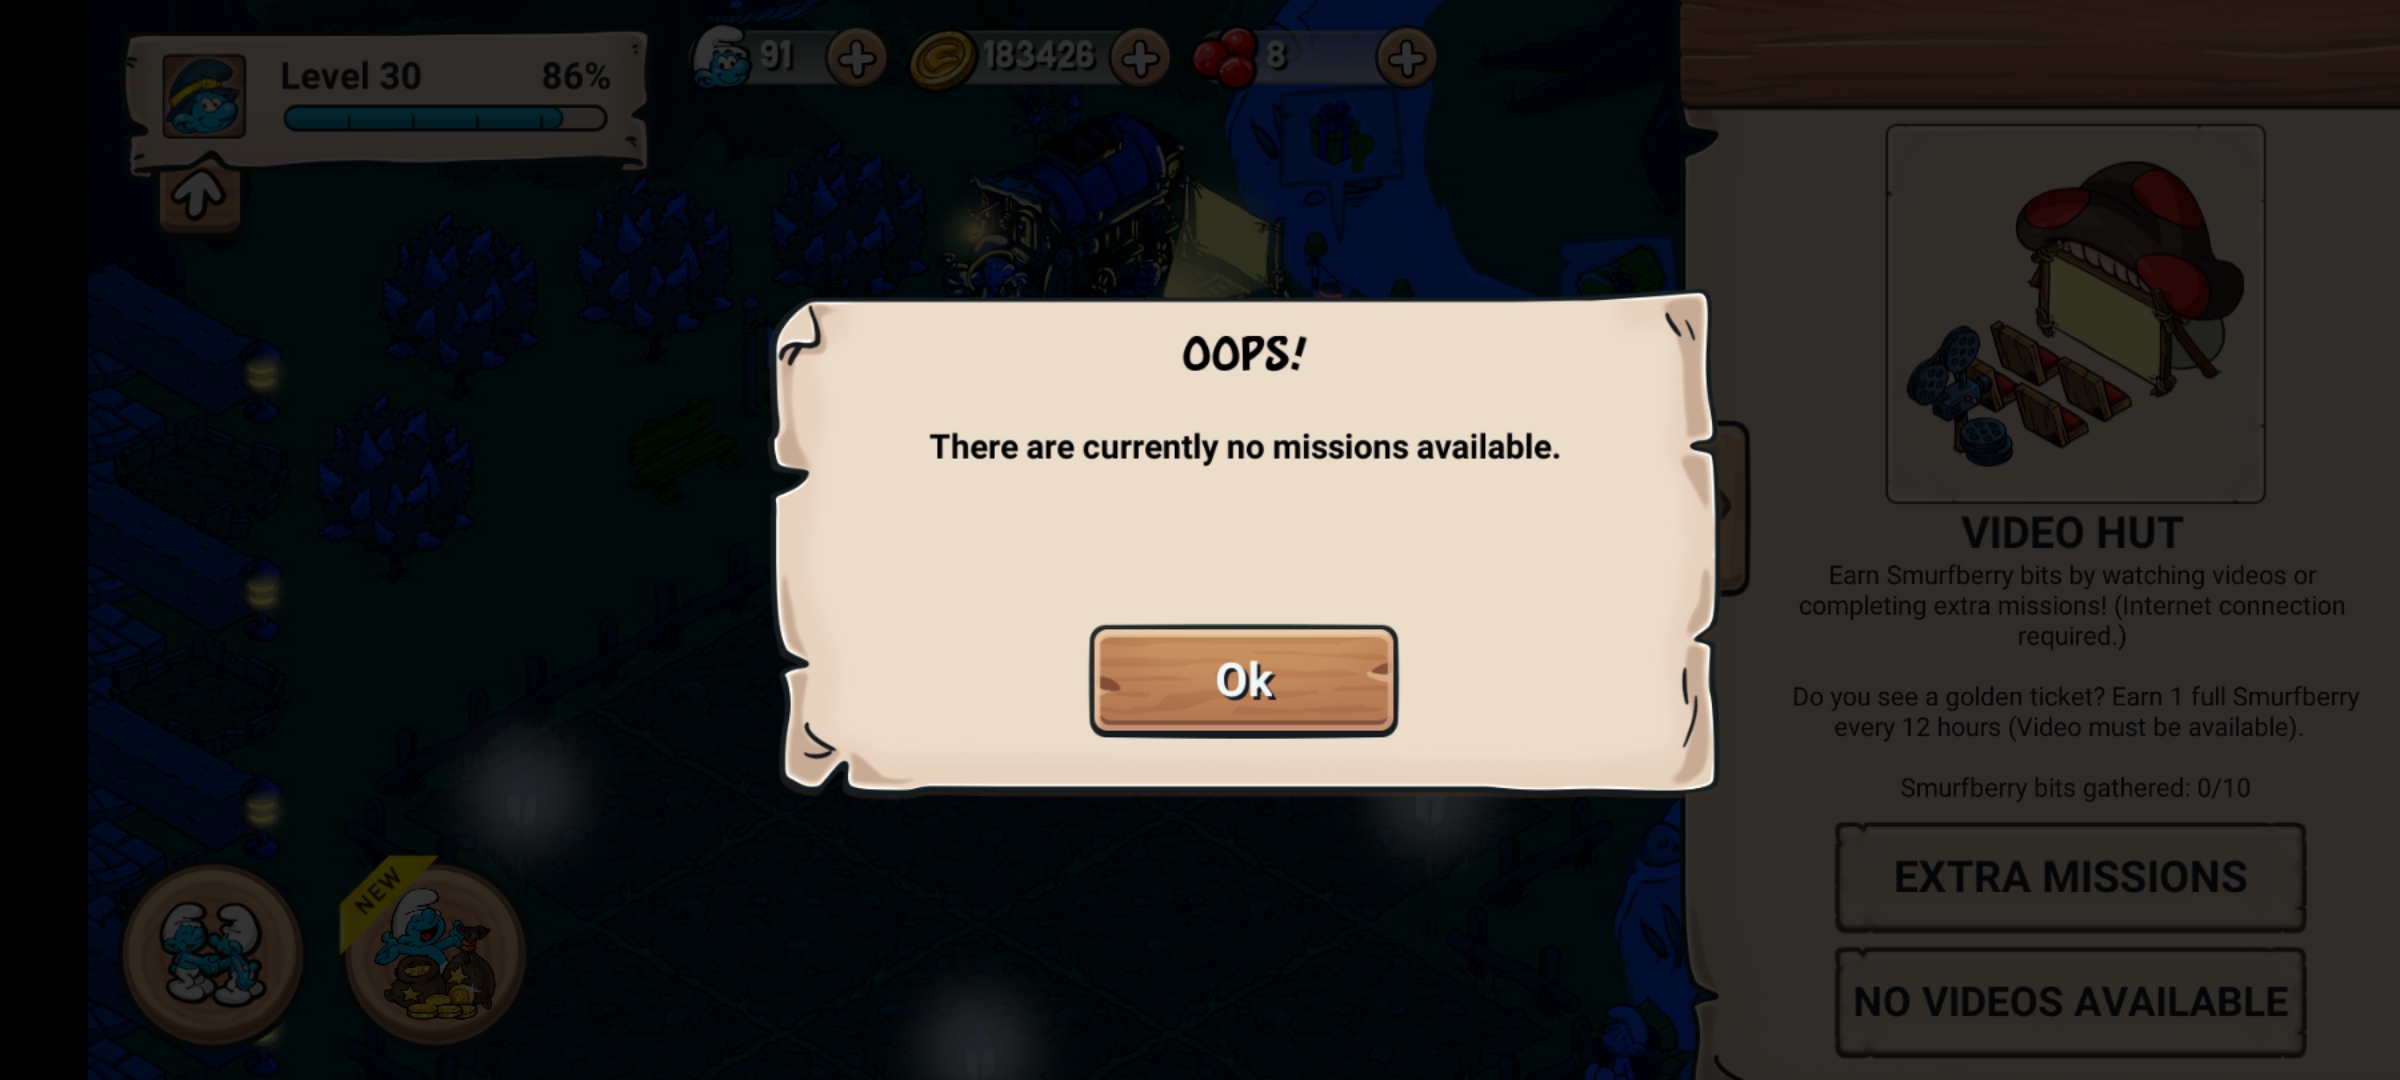 Level 30 86%
91 183426 8
OOPS!
There are currently no missions available.
Ok
VIDEO HUT
Earn Smurfberry bits by watching videos or
completing extra missions! (Internet connection
required.)
Do you see a golden ticket? Earn 1 full Smurfberry
every 12 hours (Video must be available).
Smurfberry bits gathered: 0/10
EXTRA MISSIONS
NO VIDEOS AVAILABLE
NEW